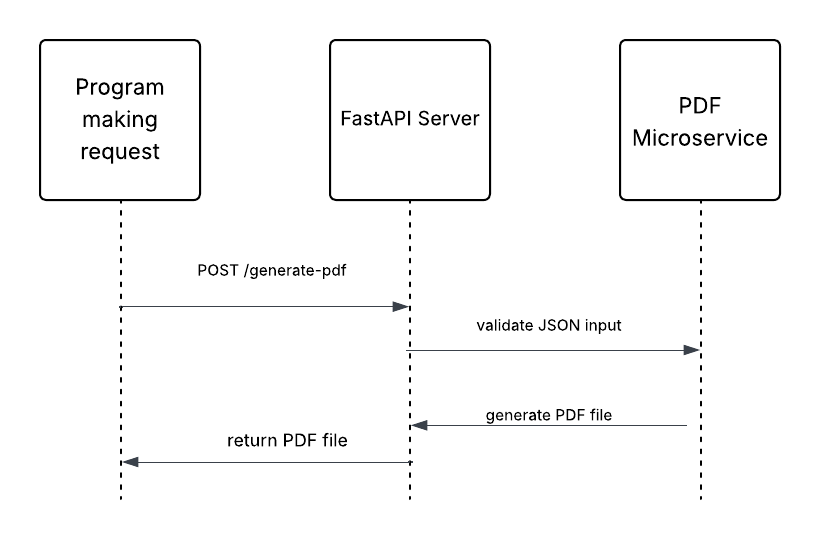 Program
making
request
FastAPI Server
PDF
Microservice
POST /generate-pdf
validate JSON input
generate PDF file
return PDF file